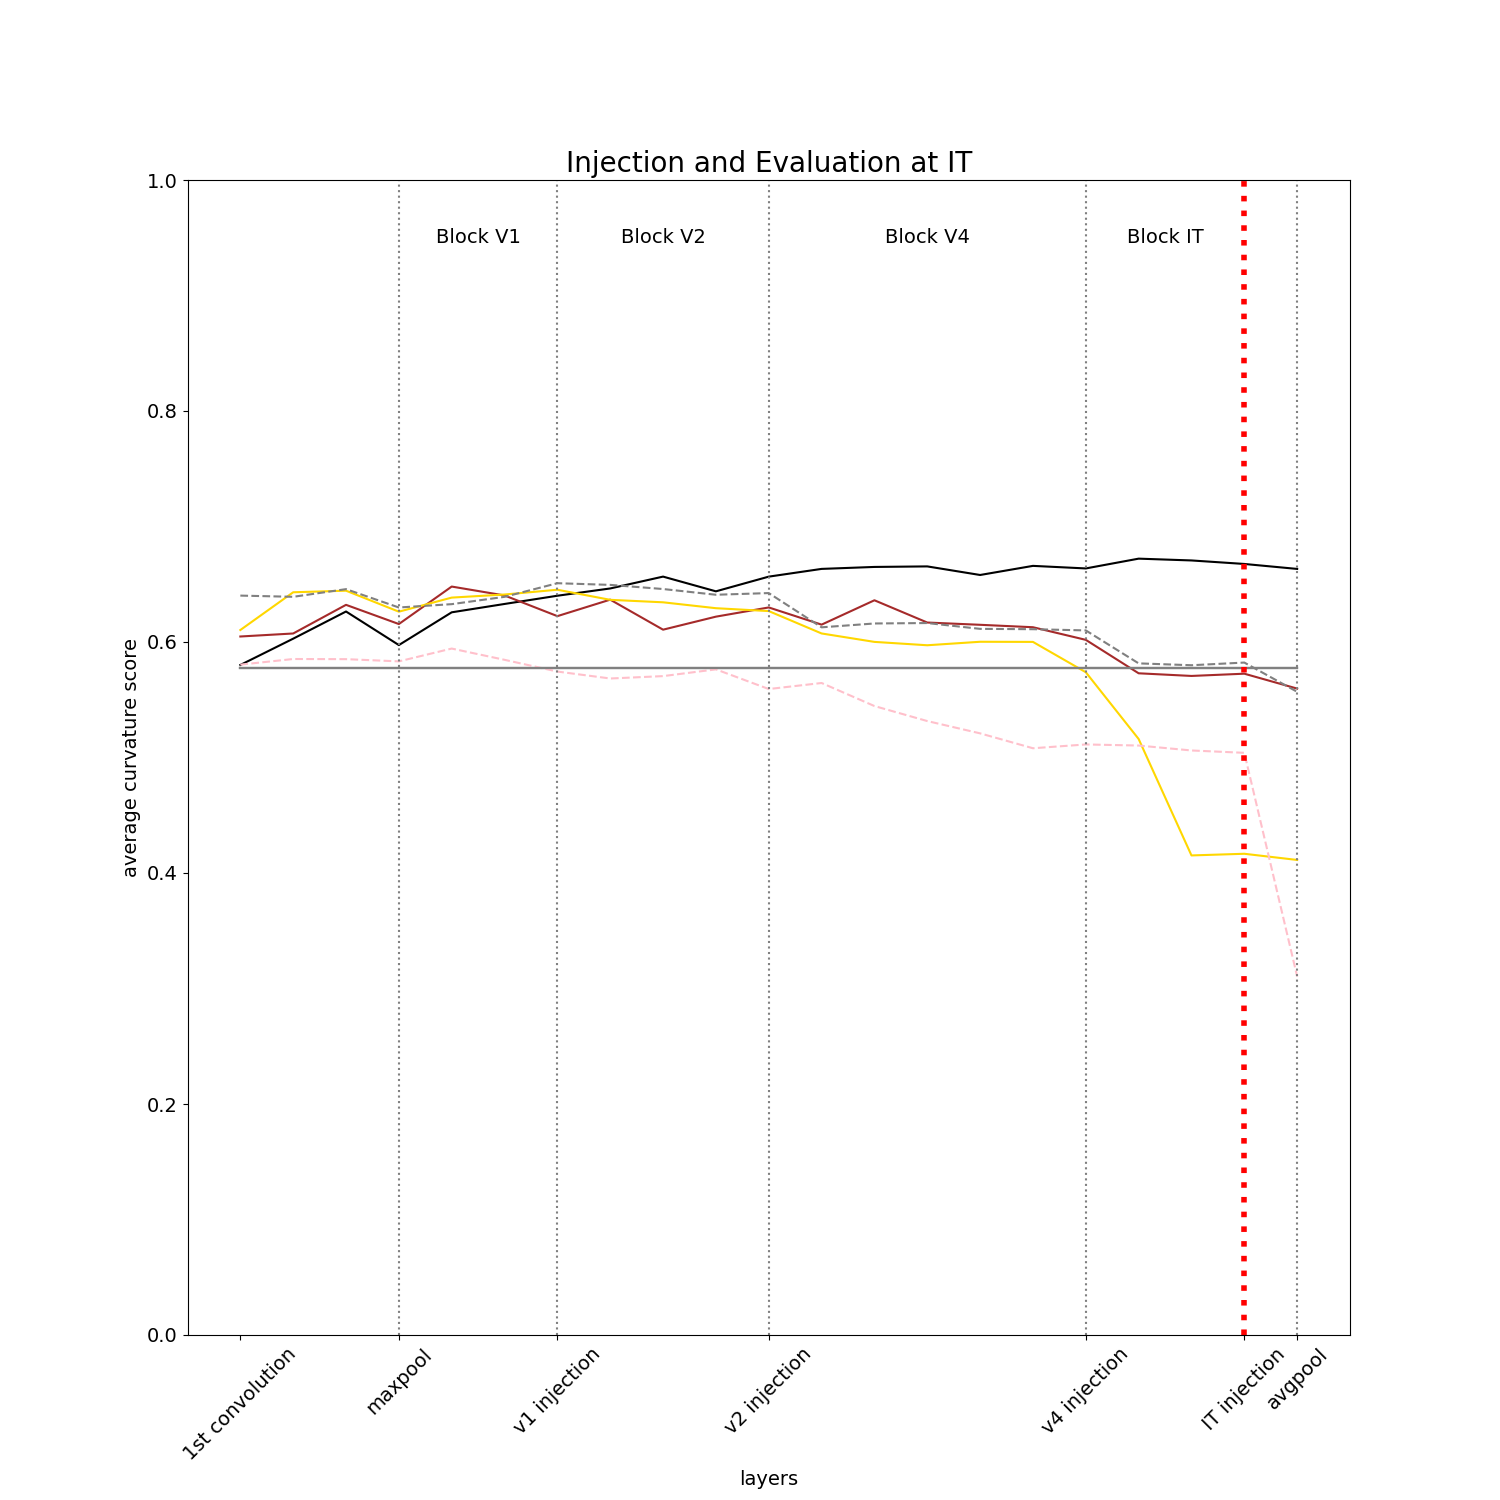 Injection and Evaluation at IT
1.0
0.8
0.6
0.4
0.2
0.0
average curvature score
Block V1
Block V2
Block V4
Block IT
1st convolution
maxpool
v1 injection
v2 injection
v4 injection
IT injection
avgpool
layers